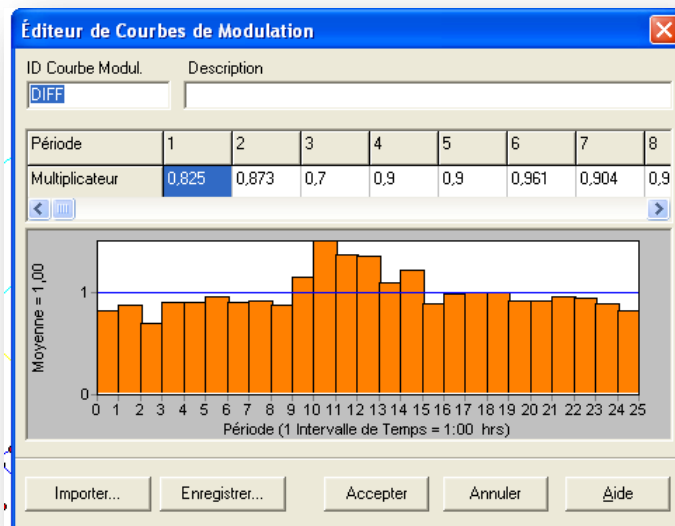 Éditeur de Courbes de Modulation
ID Courbe Modul. Description
DIFF
Période 1 2 3 4 5 6 7 8
Multiplicateur 0,825 0,873 0,7 0,9 0,9 0,961 0,904 0,9
Moyenne = 1,00
1
0
0 1 2 3 4 5 6 7 8 9 10 11 12 13 14 15 16 17 18 19 20 21 22 23 24 25
Période (1 Intervalle de Temps = 1:00 hrs)
Importer... Enregistrer... Accepter Annuler Aide